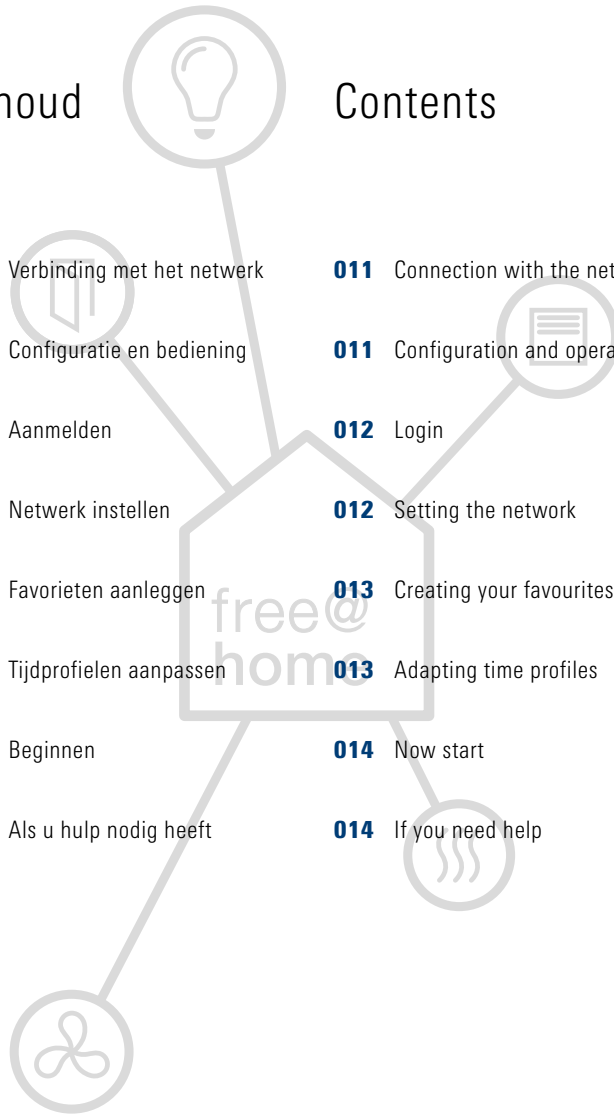 houd
Verbinding met het netwerk
Configuratie en bediening
Aanmelden
Netwerk instellen
Favorieten aanleggen
Tijdprofielen aanpassen
Beginnen
Als u hulp nodig heeft
Contents
011 Connection with the net
011 Configuration and opera
012 Login
012 Setting the network
013 Creating your favourites
013 Adapting time profiles
014 Now start
014 If you need help
free@
home